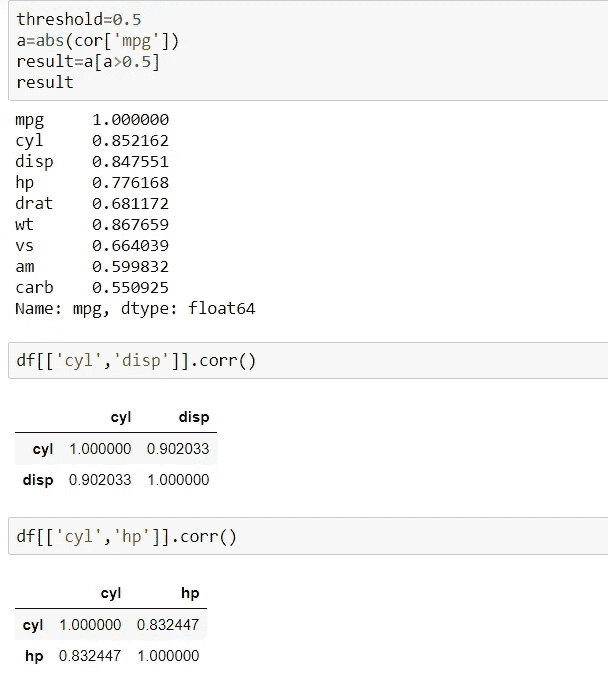 threshold=0.5
a=abs(cor['mpg'])
result=a[a>0.5]
result
mpg 1.000000
cyl 0.852162
disp 0.847551
hp 0.776168
drat 0.681172
wt 0.867659
vs 0.664039
am 0.599832
carb 0.550925
Name: mpg, dtype: float64
df[['cyl','disp']].corr()
cyl disp
cyl 1.000000 0.902033
disp 0.902033 1.000000
df[['cyl','hp']].corr()
cyl hp
cyl 1.000000 0.832447
hp 0.832447 1.000000